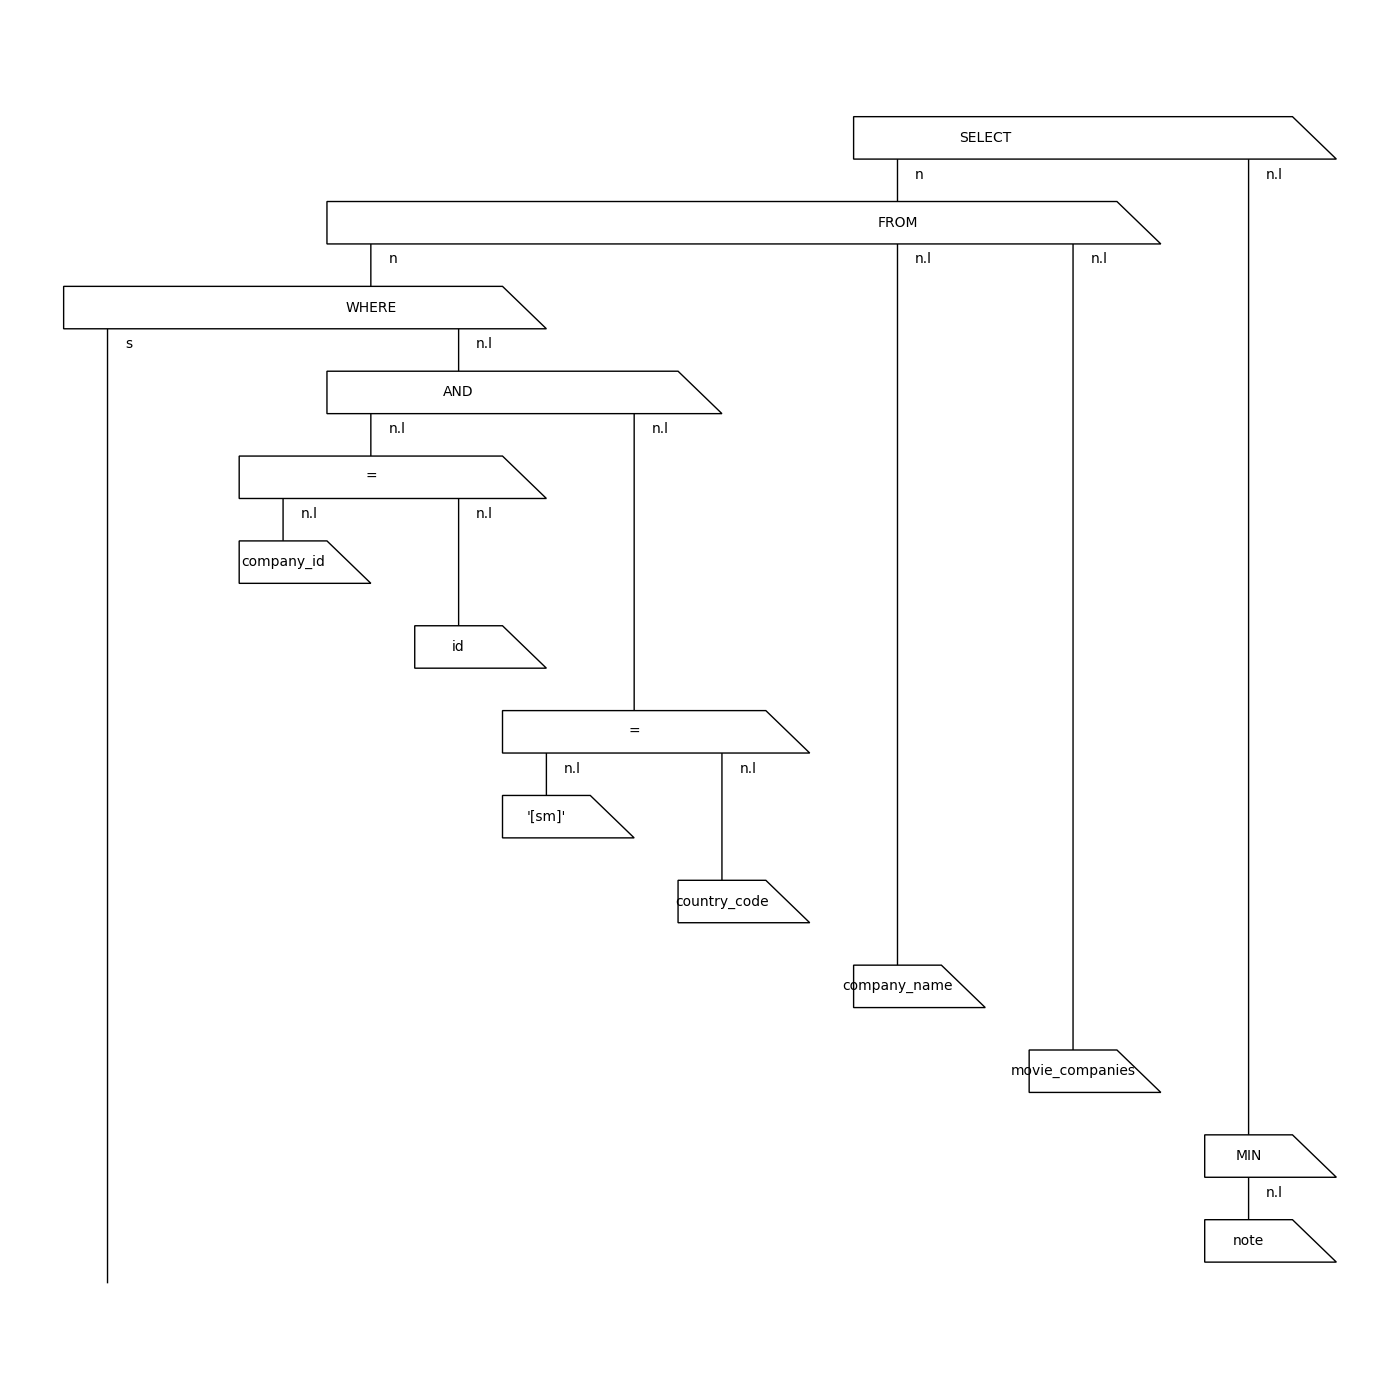 SELECT
n n.l
FROM
n n.l n.l
WHERE
s n.l
AND
n.l n.l
=
n.l n.l
company_id
id
=
n.l n.l
'[sm]'
country_code
company_name
movie_companies
MIN
n.l
note